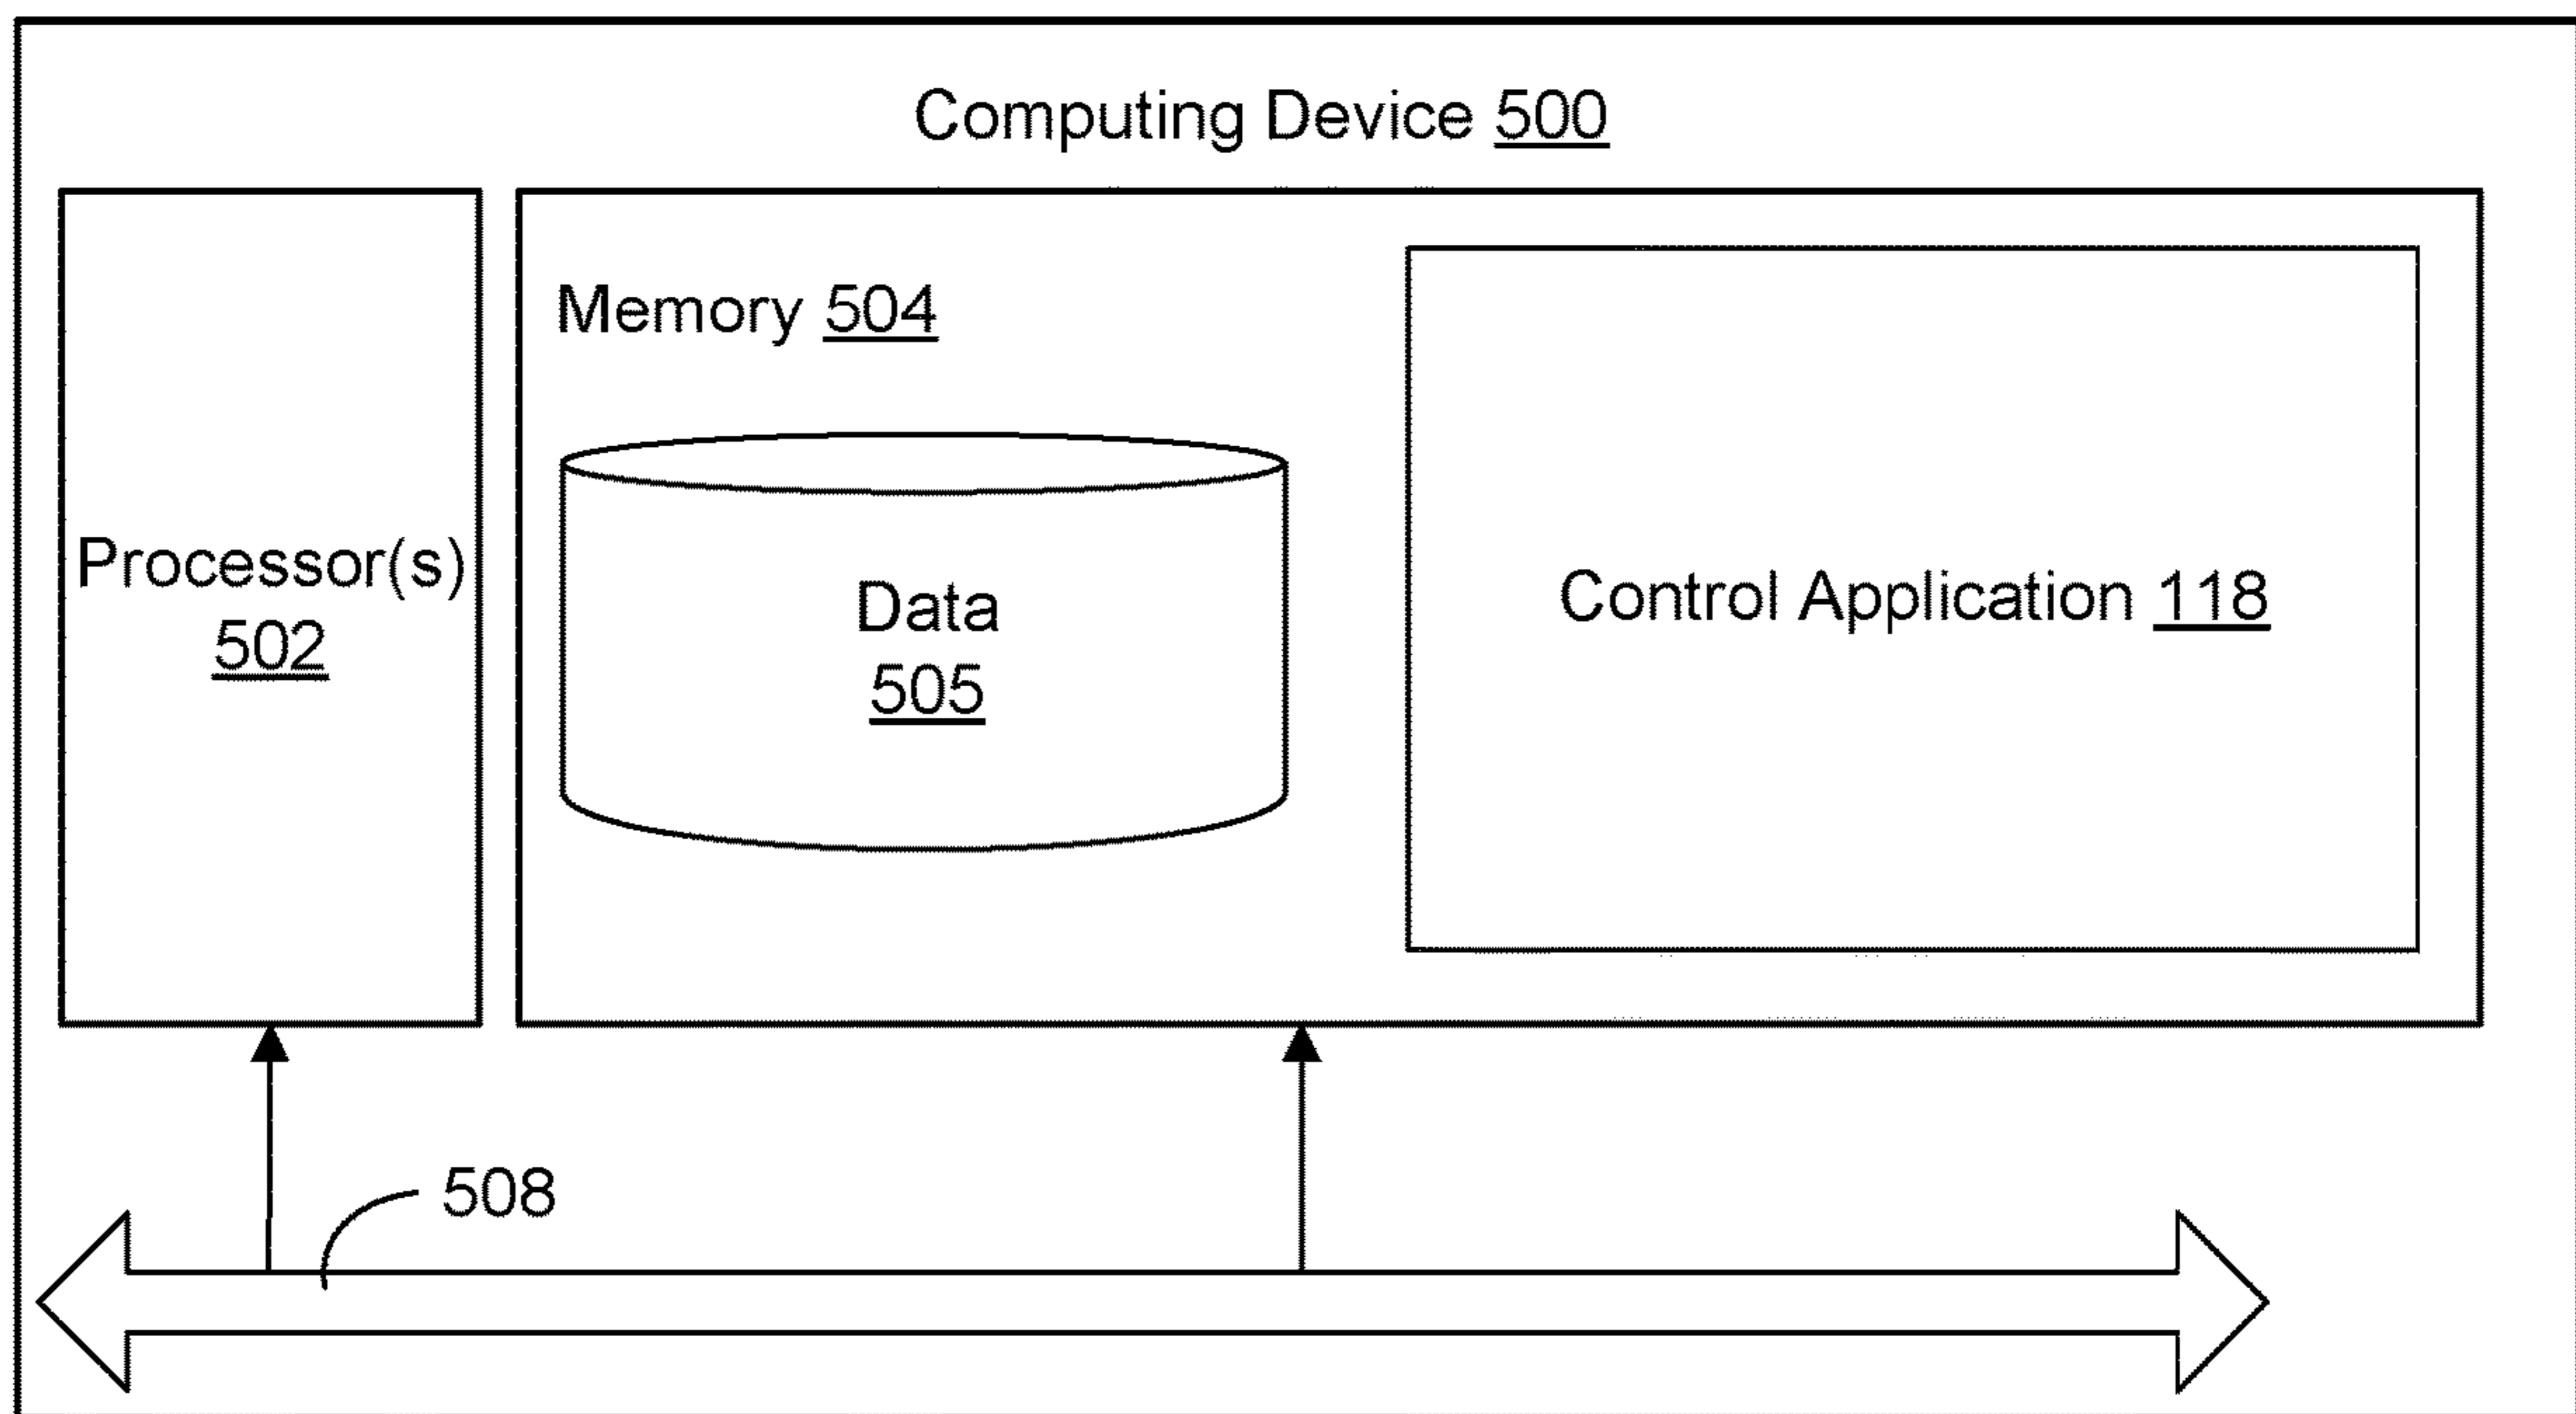 Computing Device 500
Memory 504
Processor(s)
502
Data
505
Control Application 118
508